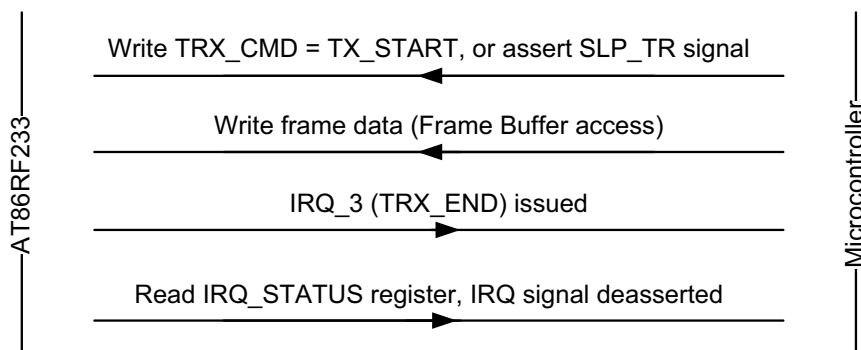 Write TRX_CMD = TX_START, or assert SLP_TR signal
Write frame data (Frame Buffer access)
IRQ_3 (TRX_END) issued
Read IRQ_STATUS register, IRQ signal deasserted
AT86RF233
Microcontroller